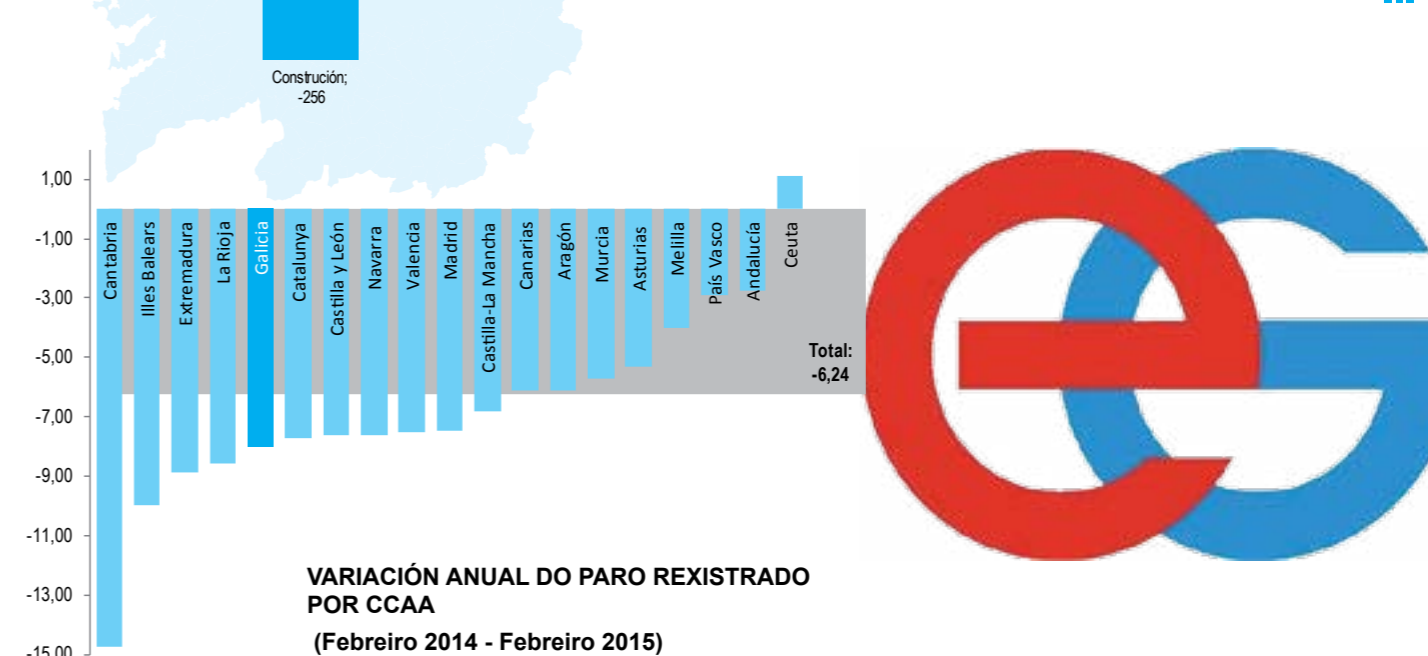 Construción;
-256
1,00
-1,00
-3,00
-5,00
-7,00
-9,00
-11,00
-13,00
-15,00
Cantabria
Illes Balears
Extremadura
La Rioja
Galicia
Catalunya
Castilla y León
Navarra
Valencia
Madrid
Castilla-La Mancha
Canarias
Aragón
Murcia
Asturias
Melilla
País Vasco
Andalucía
Ceuta
Total:
-6,24
eG
VARIACIÓN ANUAL DO PARO REXISTRADO
POR CCAA
(Febreiro 2014 - Febreiro 2015)